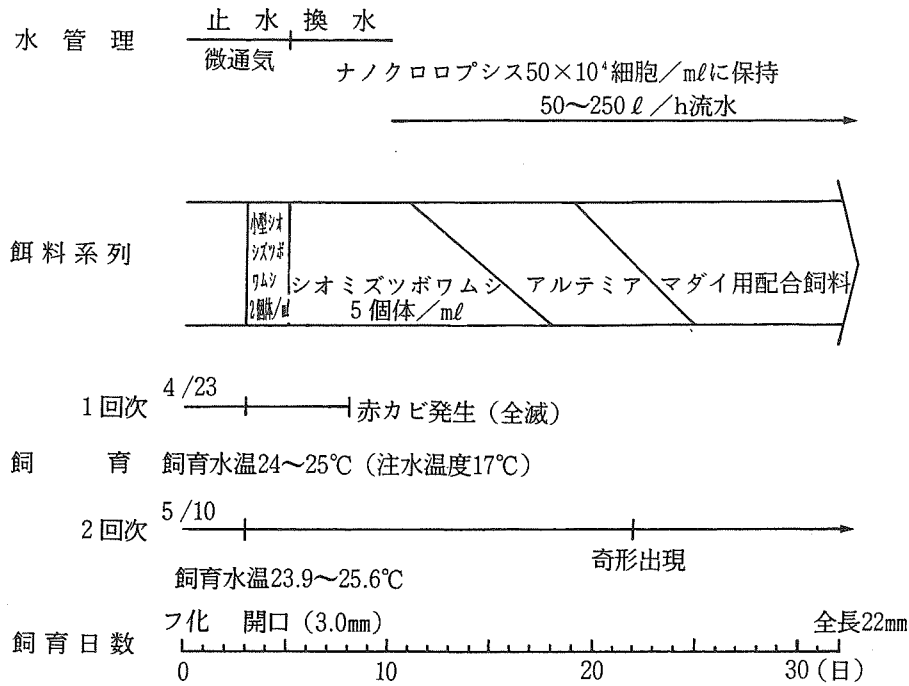 水管理
止水 換水
微通気
ナノクロロプシス50×10⁴細胞／mℓに保持
50〜250ℓ／h流水
餌料系列
小型シオ
シズツボ
ワムシ
2個体/mℓ
シオミズツボワムシ
5個体／mℓ
アルテミア
マダイ用配合飼料
1回次
4/23
赤カビ発生（全滅）
飼育
飼育水温24〜25℃（注水温度17℃）
2回次
5/10
奇形出現
飼育水温23.9〜25.6℃
フ化 開口（3.0mm） 全長22mm
飼育日数
0 10 20 30（日）